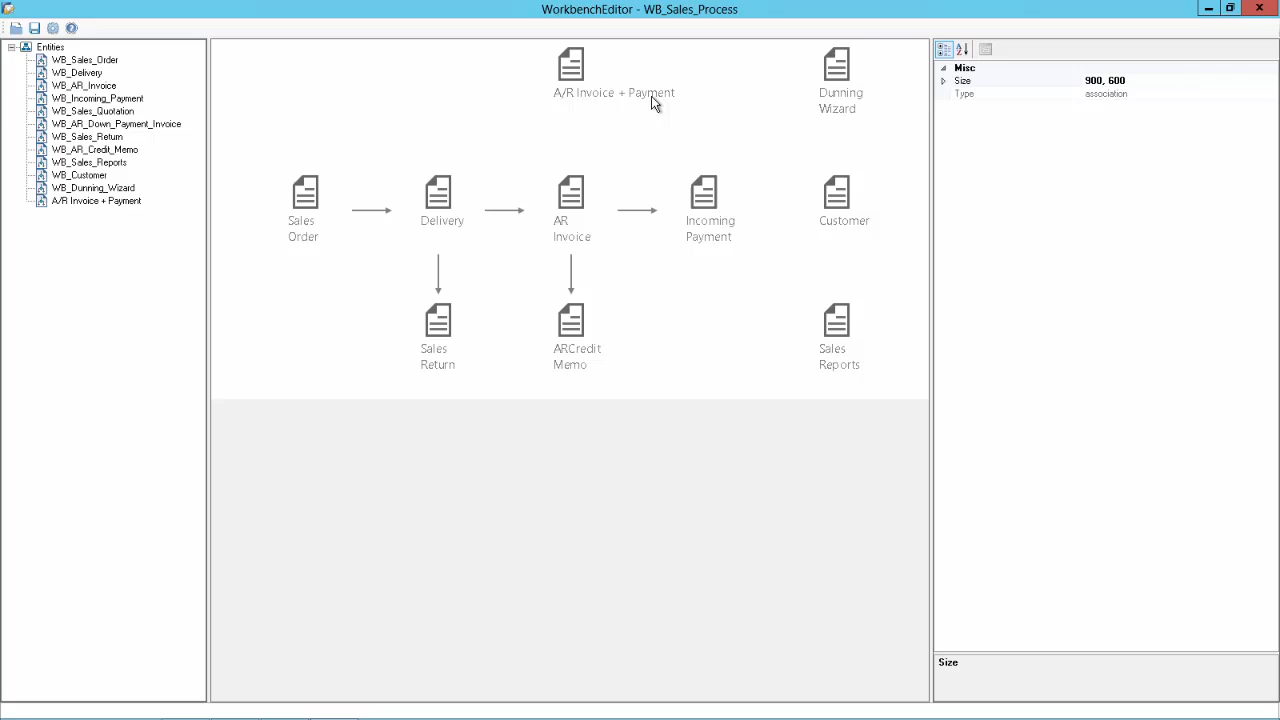 WorkbenchEditor - WB_Sales_Process
Entities
WB_Sales_Order
WB_Delivery
WB_AR_Invoice
WB_Incoming_Payment
WB_Sales_Quotation
WB_AR_Down_Payment_Invoice
WB_Sales_Return
WB_AR_Credit_Memo
WB_Sales_Reports
WB_Customer
WB_Dunning_Wizard
A/R Invoice + Payment
A/R Invoice + Payment
Dunning
Wizard
Sales
Order
Delivery
AR
Invoice
Incoming
Payment
Customer
Sales
Return
ARCredit
Memo
Sales
Reports
Misc
Size 900, 600
Type association
Size